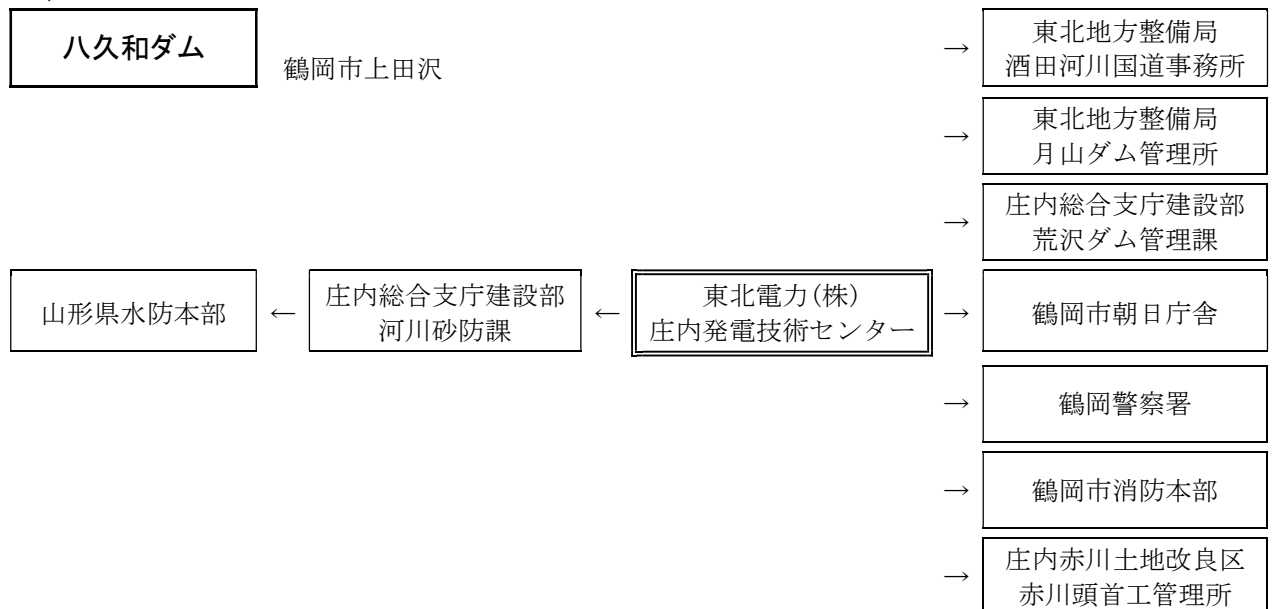 八久和ダム
鶴岡市上田沢
→
東北地方整備局
酒田河川国道事務所
→
東北地方整備局
月山ダム管理所
→
庄内総合支庁建設部
荒沢ダム管理課
山形県水防本部
←
庄内総合支庁建設部
河川砂防課
←
東北電力(株)
庄内発電技術センター
→
鶴岡市朝日庁舎
→
鶴岡警察署
→
鶴岡市消防本部
→
庄内赤川土地改良区
赤川頭首工管理所